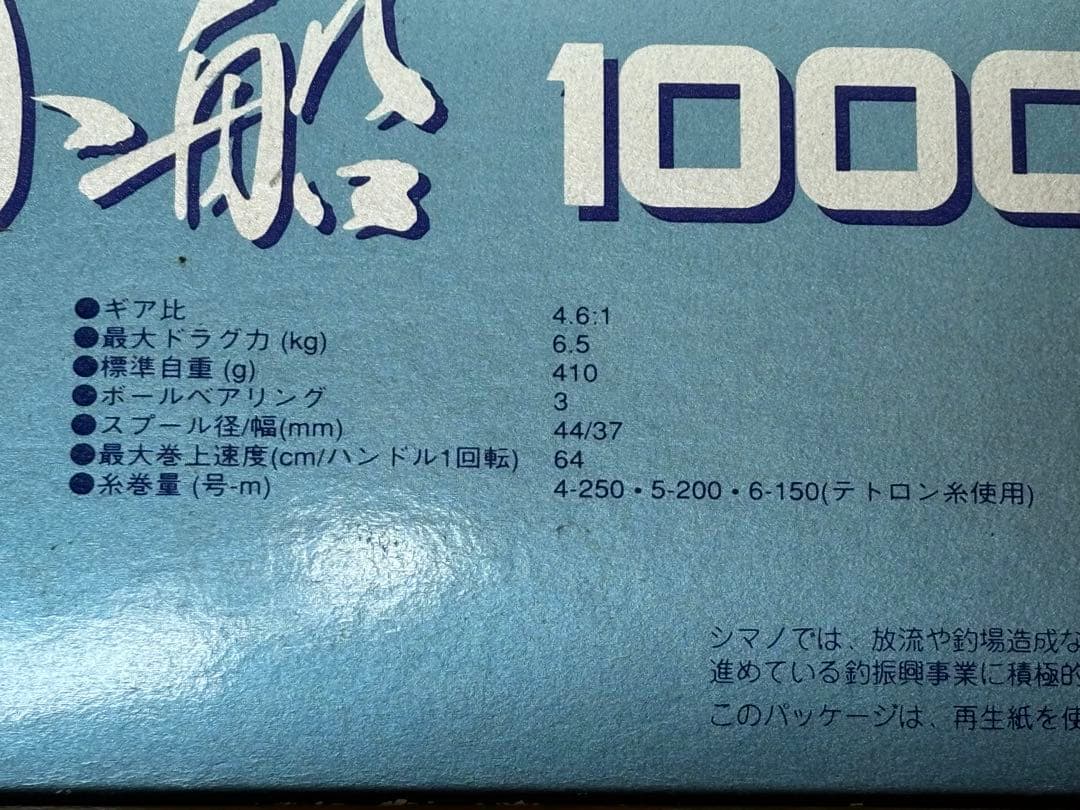 小船 1000
●ギア比 4.6:1
●最大ドラグ力 (kg) 6.5
●標準自重 (g) 410
●ボールベアリング 3
●スプール径/幅(mm) 44/37
●最大巻上速度(cm/ハンドル1回転) 64
●糸巻量 (号-m) 4-250・5-200・6-150(テトロン糸使用)
シマノでは、放流や釣場造成な
進めている釣振興事業に積極的
このパッケージは、再生紙を使